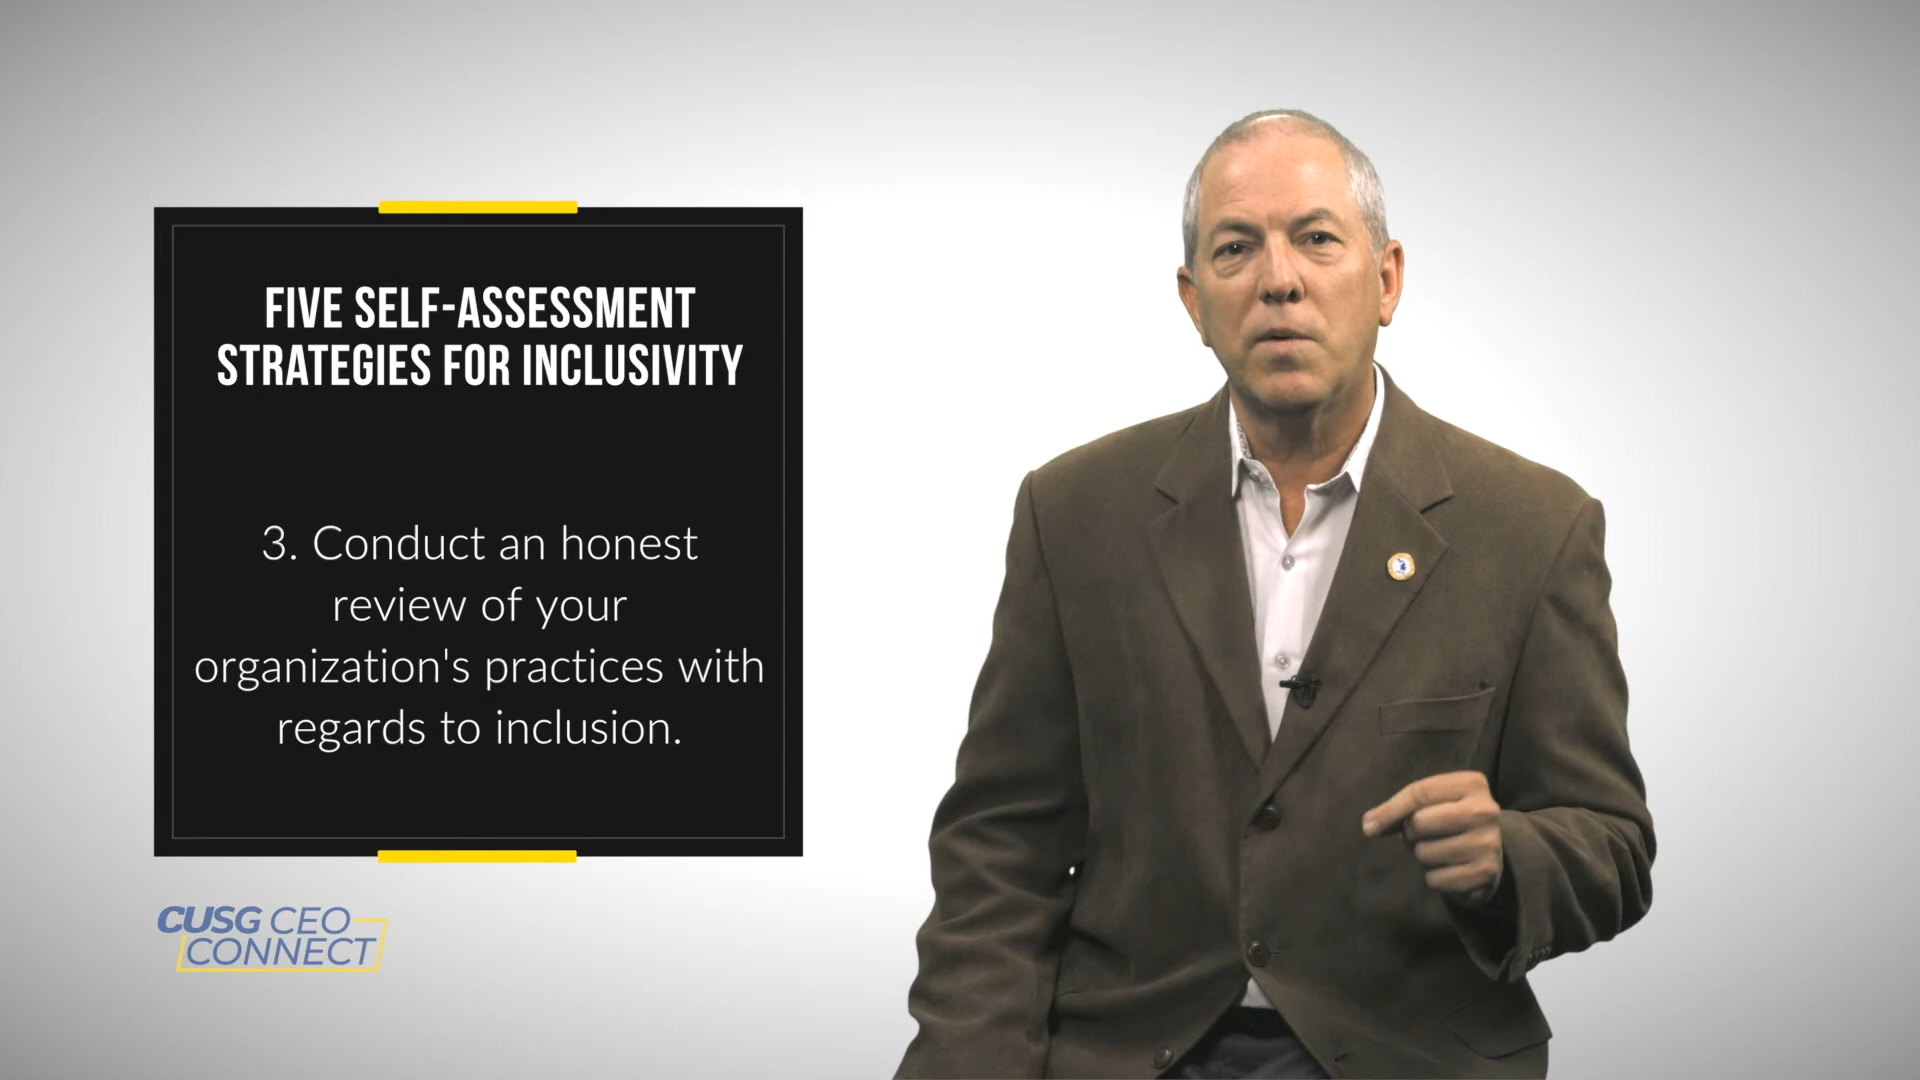 FIVE SELF-ASSESSMENT
STRATEGIES FOR INCLUSIVITY
3. Conduct an honest
review of your
organization's practices with
regards to inclusion.
CUSG CEO
CONNECT